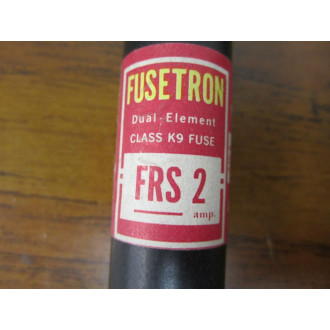 FUSETRON
Dual-Element
CLASS K9 FUSE
FRS 2
amp.